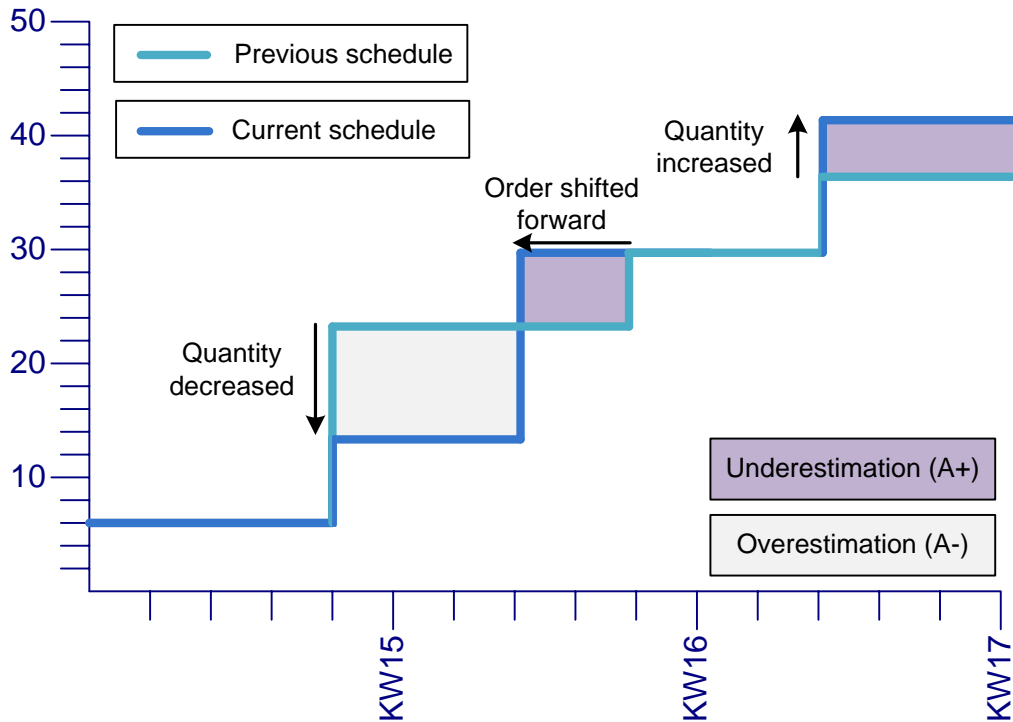 50
Previous schedule
Current schedule
40
Quantity
increased
Order shifted
forward
30
Quantity
decreased
20
Underestimation (A+)
10
Overestimation (A-)
KW15
KW16
KW17